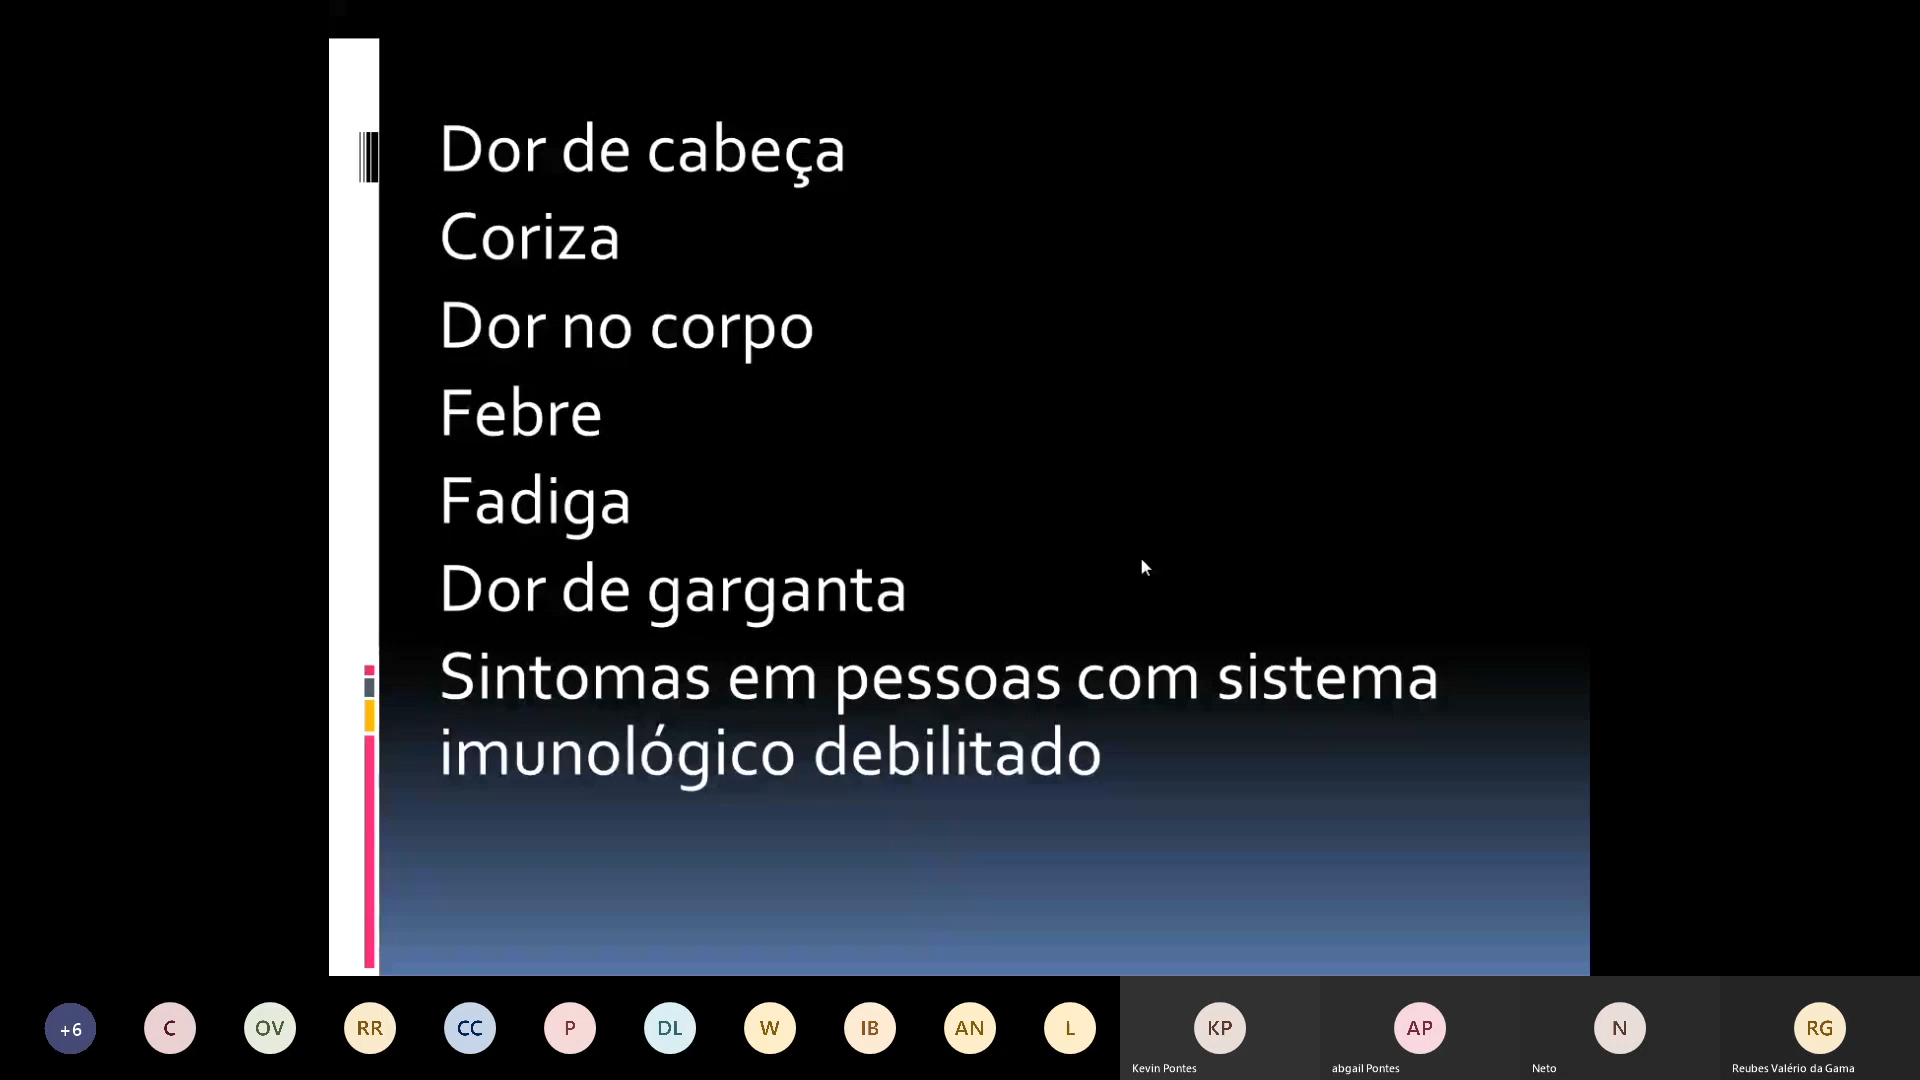 Dor de cabeça
Coriza
Dor no corpo
Febre
Fadiga
Dor de garganta
Sintomas em pessoas com sistema
imunológico debilitado
+6
C
OV
RR
CC
P
DL
W
IB
AN
L
KP
AP
N
RG
Kevin Pontes
abgail Pontes
Neto
Reubes Valério da Gama